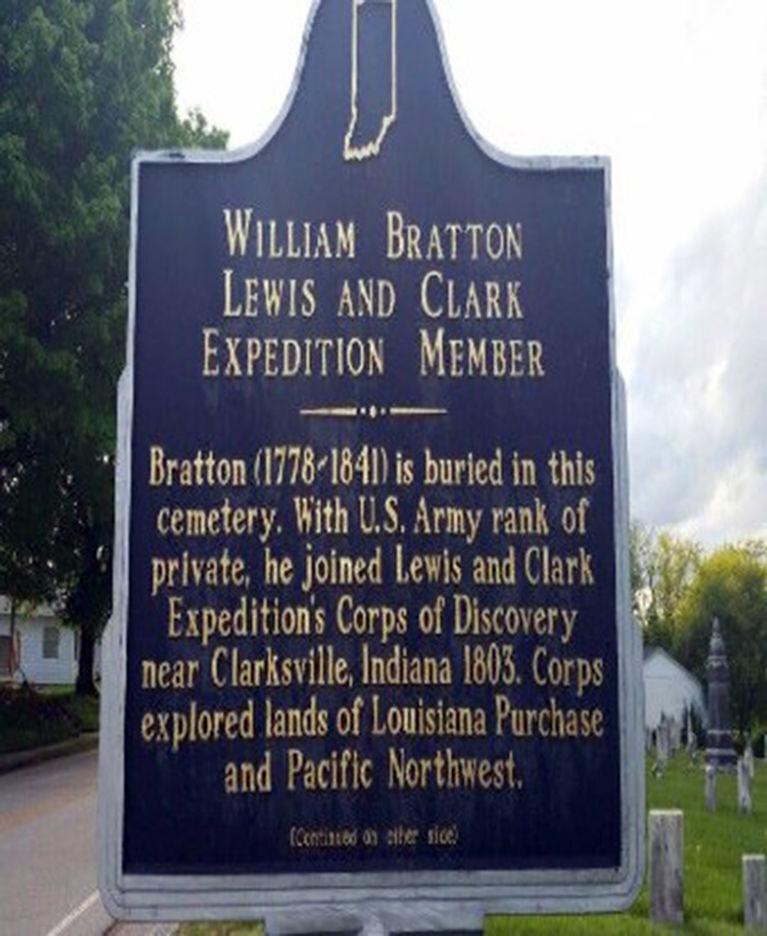 WILLIAM BRATTON
LEWIS AND CLARK
EXPEDITION MEMBER
Bratton (1778-1841) is buried in this
cemetery. With U.S. Army rank of
private, he joined Lewis and Clark
Expedition's Corps of Discovery
near Clarksville, Indiana 1803. Corps
explored lands of Louisiana Purchase
and Pacific Northwest.
(Continued on other side)